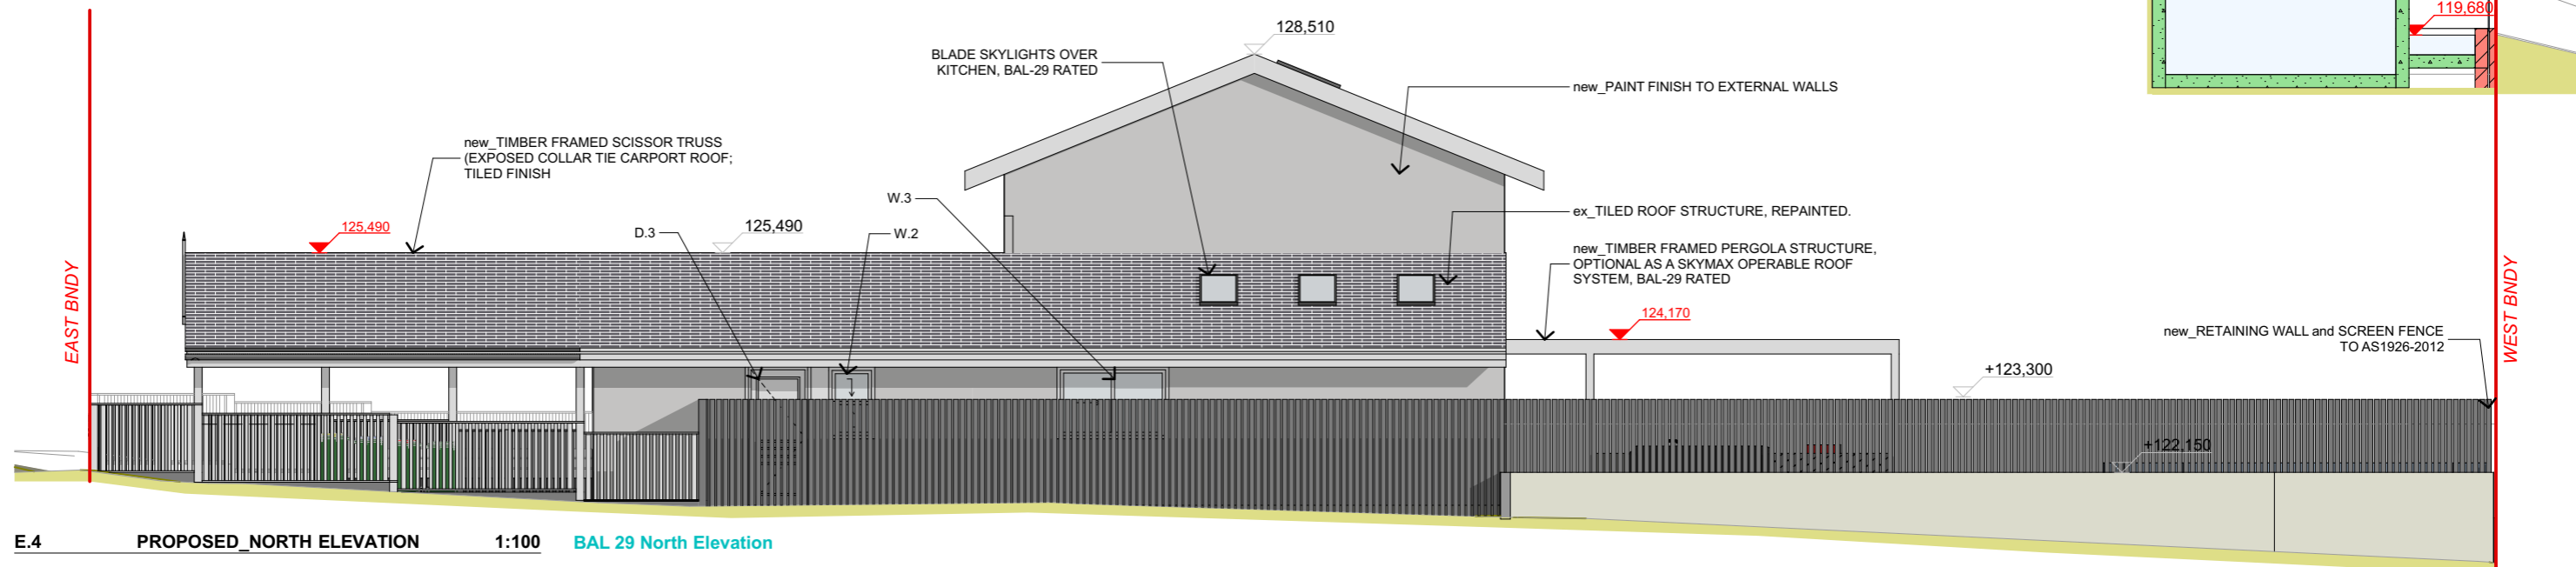 119,680
128,510
BLADE SKYLIGHTS OVER
KITCHEN, BAL-29 RATED
new_PAINT FINISH TO EXTERNAL WALLS
new_TIMBER FRAMED SCISSOR TRUSS
(EXPOSED COLLAR TIE CARPORT ROOF;
TILED FINISH
W.3
ex_TILED ROOF STRUCTURE, REPAINTED.
125,490
D.3
125,490
W.2
new_TIMBER FRAMED PERGOLA STRUCTURE,
OPTIONAL AS A SKYMAX OPERABLE ROOF
SYSTEM, BAL-29 RATED
EAST BNDY
WEST BNDY
124,170
new_RETAINING WALL and SCREEN FENCE
TO AS1926-2012
+123,300
+122,150
E.4 PROPOSED_NORTH ELEVATION 1:100 BAL 29 North Elevation